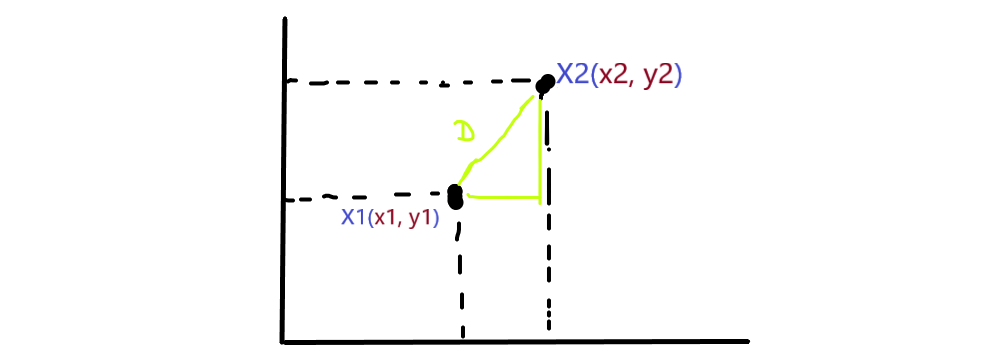 X2(x2, y2)
D
X1(x1, y1)